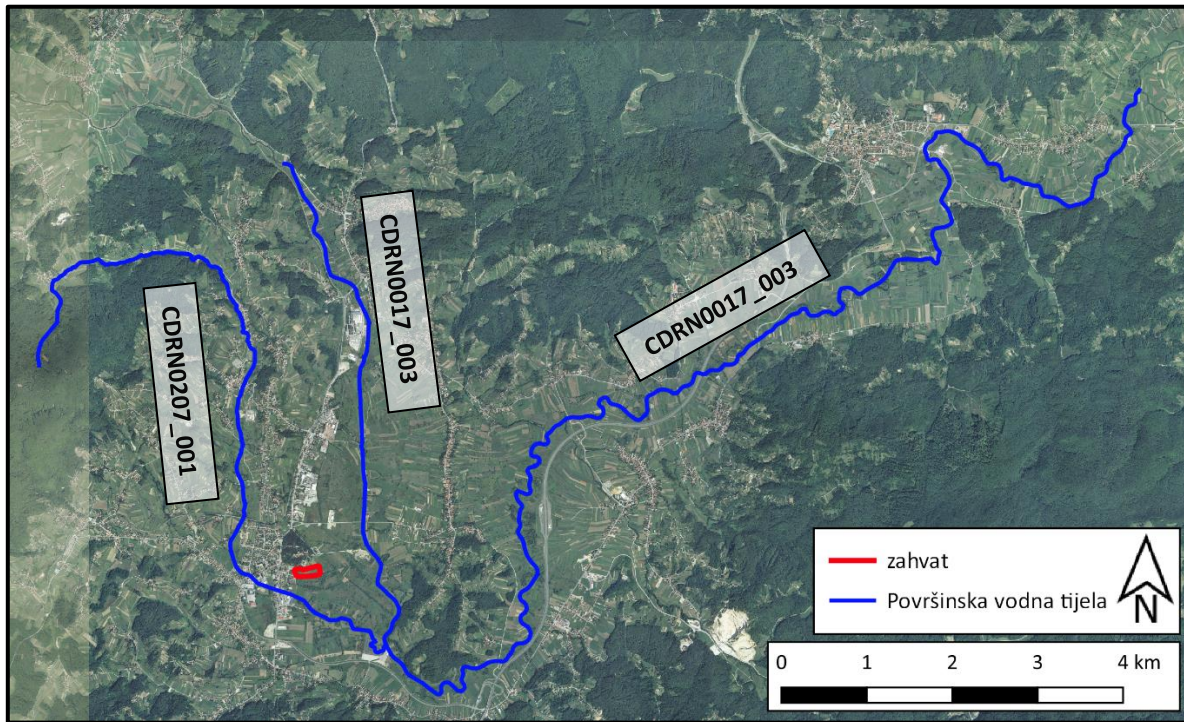 CDRN0207_001
CDRN0017_003
CDRN0017_003
zahvat
Površinska vodna tijela
N
0 1 2 3 4 km